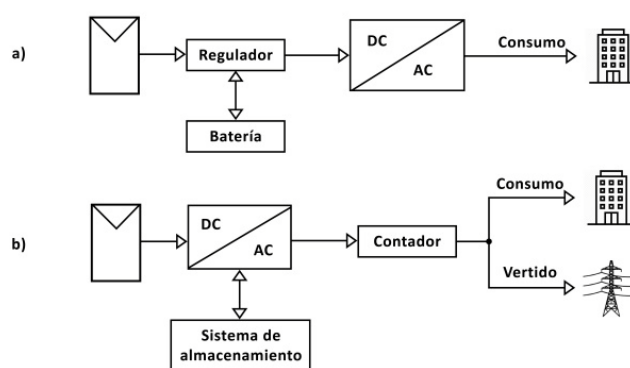 a)
Regulador
DC
AC
Consumo
Batería
b)
DC
AC
Contador
Consumo
Vertido
Sistema de
almacenamiento